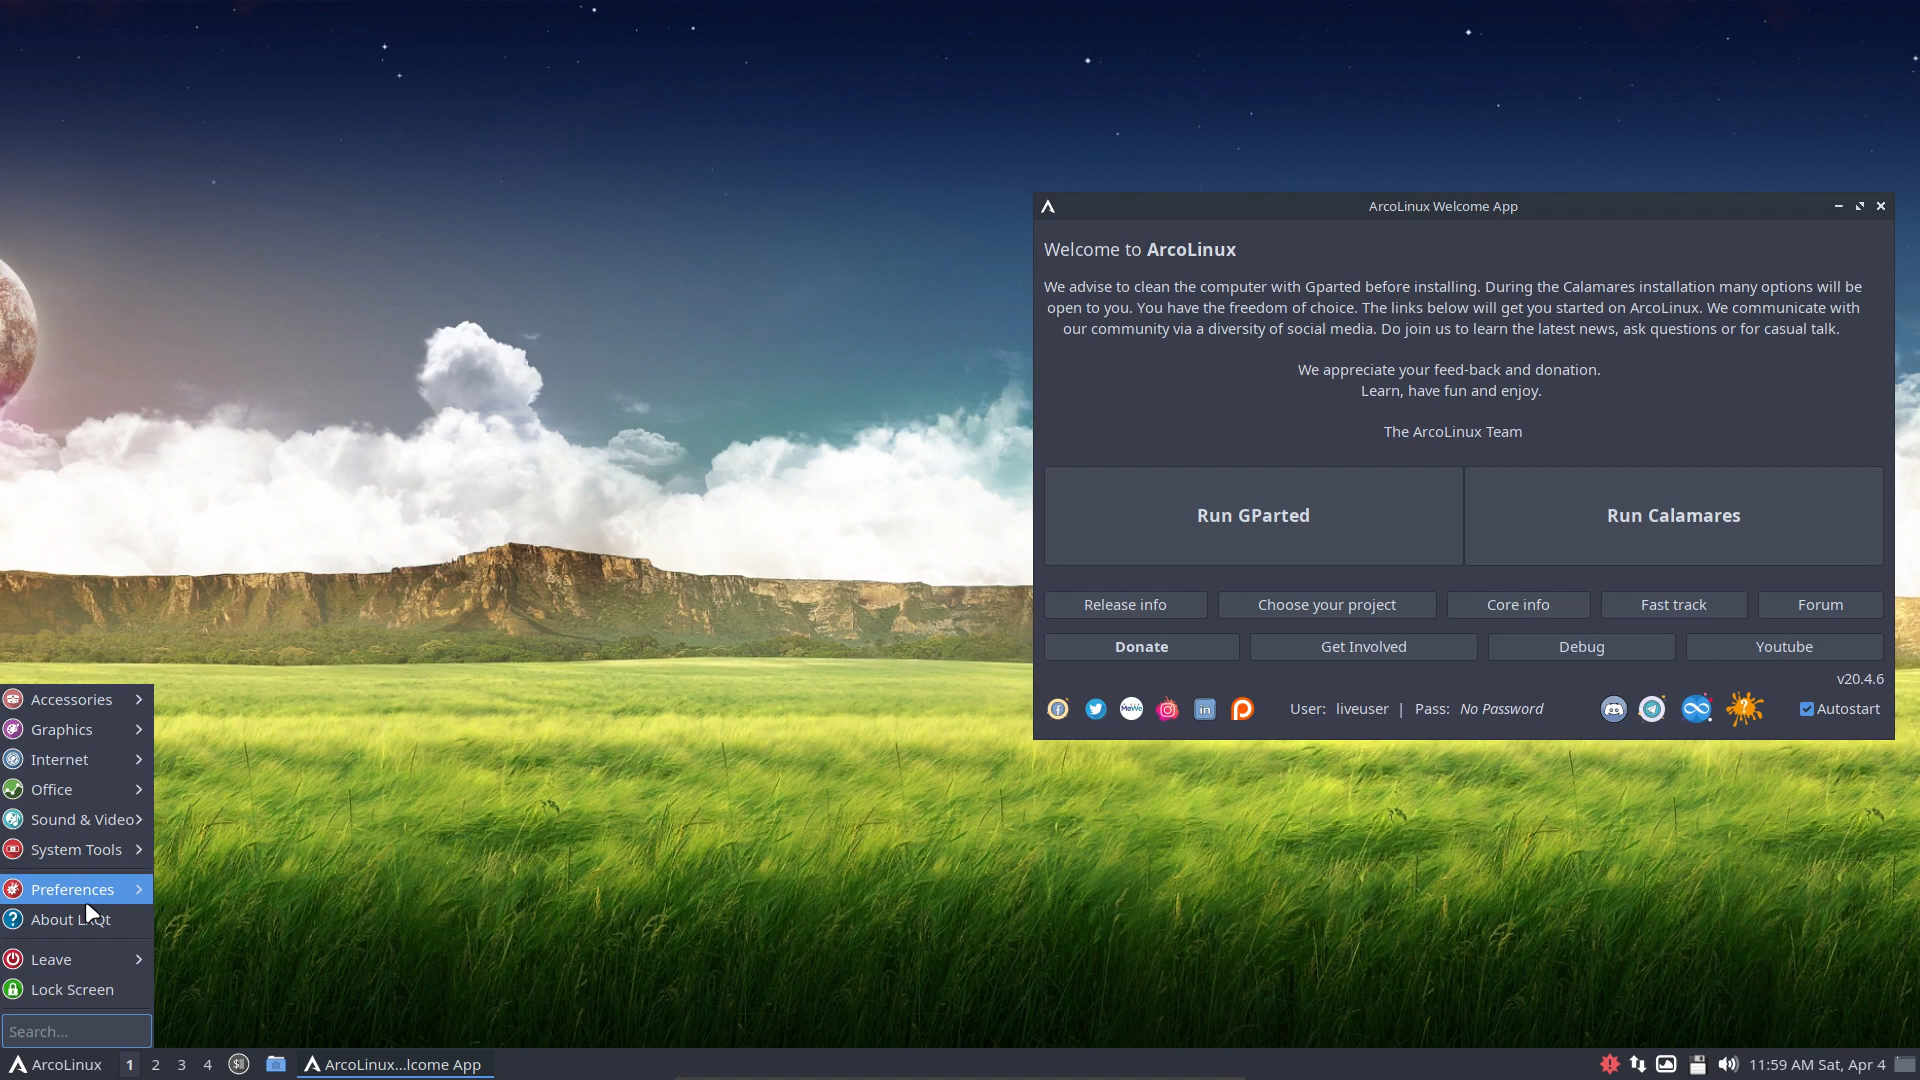 ArcoLinux Welcome App
Welcome to ArcoLinux
We advise to clean the computer with Gparted before installing. During the Calamares installation many options will be
open to you. You have the freedom of choice. The links below will get you started on ArcoLinux. We communicate with
our community via a diversity of social media. Do join us to learn the latest news, ask questions or for casual talk.
We appreciate your feed-back and donation.
Learn, have fun and enjoy.
The ArcoLinux Team
Run GParted
Run Calamares
Release info
Choose your project
Core info
Fast track
Forum
Donate
Get Involved
Debug
Youtube
v20.4.6
MeWe
in
User: liveuser | Pass: No Password
?
Autostart
Accessories
Graphics
Internet
Office
Sound & Video
System Tools
Preferences
About LXQt
Leave
Lock Screen
Search...
ArcoLinux
1 2 3 4
ArcoLinux...lcome App
11:59 AM Sat, Apr 4